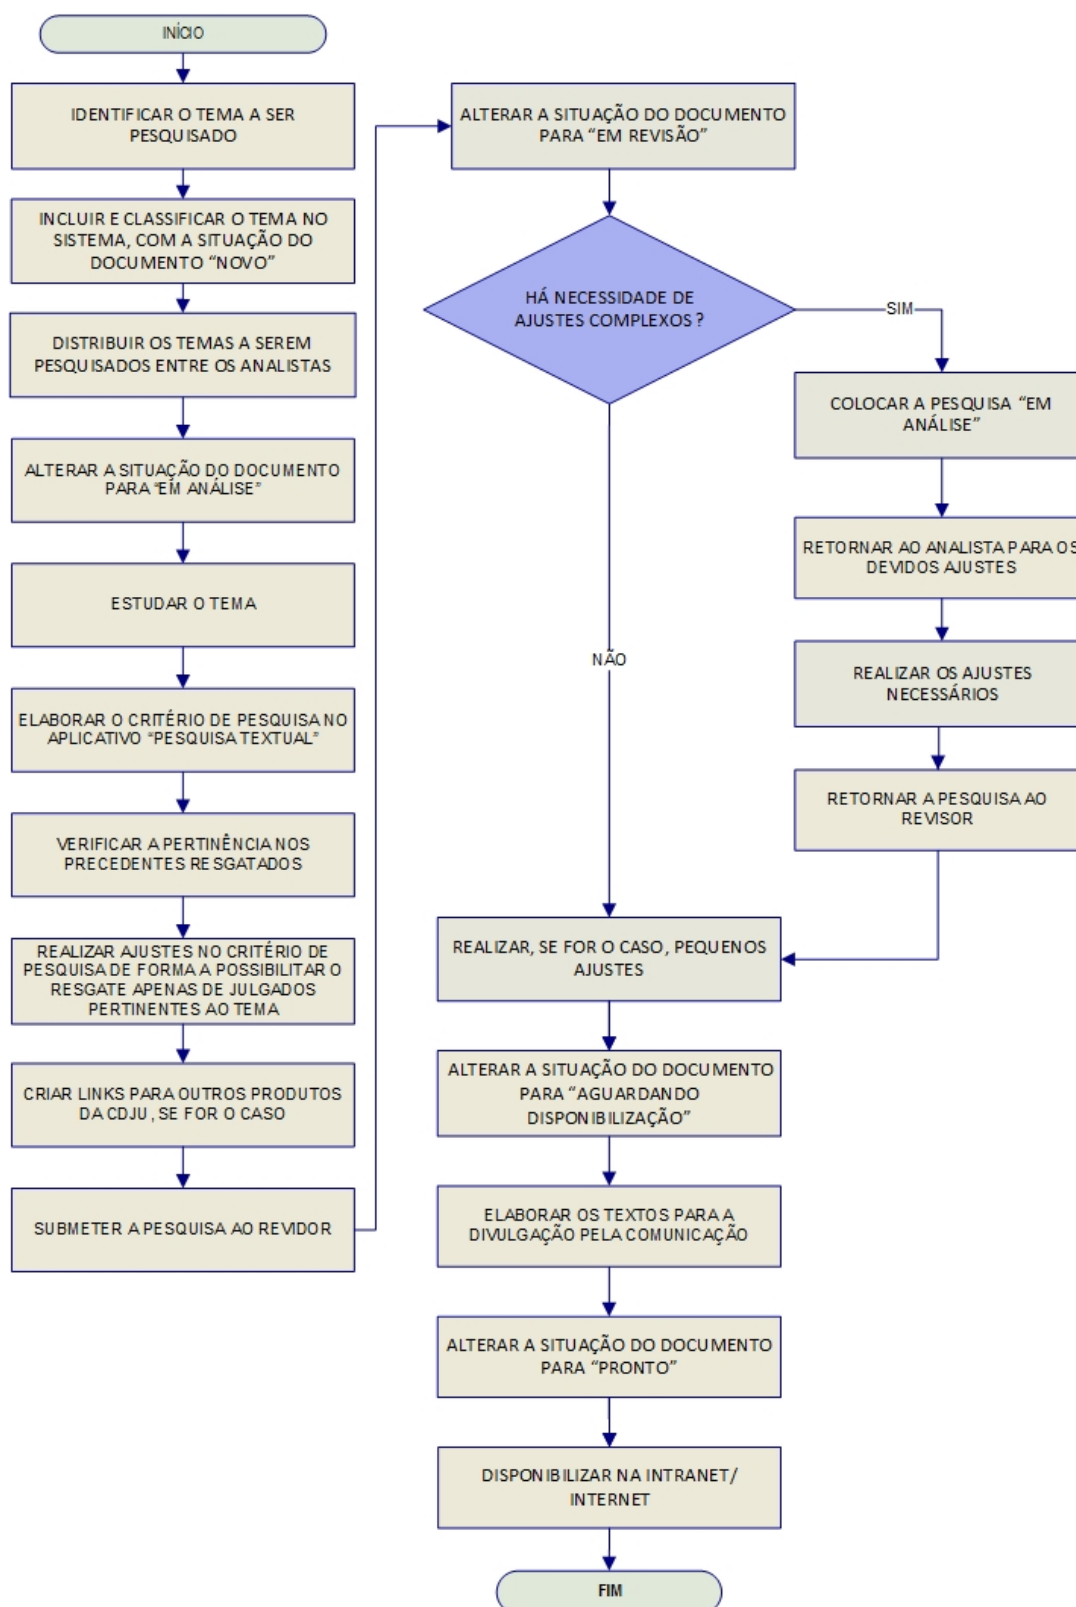 INÍCIO
IDENTIFICAR O TEMA A SER
PESQUISADO
INCLUIR E CLASSIFICAR O TEMA NO
SISTEMA, COM A SITUAÇÃO DO
DOCUMENTO “NOVO”
DISTRIBUIR OS TEMAS A SEREM
PESQUISADOS ENTRE OS ANALISTAS
ALTERAR A SITUAÇÃO DO DOCUMENTO
PARA “EM ANÁLISE”
ESTUDAR O TEMA
ELABORAR O CRITÉRIO DE PESQUISA NO
APLICATIVO “PESQUISA TEXTUAL”
VERIFICAR A PERTINÊNCIA NOS
PRECEDENTES RESGATADOS
REALIZAR AJUSTES NO CRITÉRIO DE
PESQUISA DE FORMA A POSSIBILITAR O
RESGATE APENAS DE JULGADOS
PERTINENTES AO TEMA
CRIAR LINKS PARA OUTROS PRODUTOS
DA CDJU, SE FOR O CASO
SUBMETER A PESQUISA AO REVIDOR
ALTERAR A SITUAÇÃO DO DOCUMENTO
PARA “EM REVISÃO”
HÁ NECESSIDADE DE
AJUSTES COMPLEXOS ?
SIM
COLOCAR A PESQUISA “EM
ANÁLISE”
RETORNAR AO ANALISTA PARA OS
DEVIDOS AJUSTES
REALIZAR OS AJUSTES
NECESSÁRIOS
RETORNAR A PESQUISA AO
REVISOR
NÃO
REALIZAR, SE FOR O CASO, PEQUENOS
AJUSTES
ALTERAR A SITUAÇÃO DO DOCUMENTO
PARA “AGUARDANDO
DISPONIBILIZAÇÃO”
ELABORAR OS TEXTOS PARA A
DIVULGAÇÃO PELA COMUNICAÇÃO
ALTERAR A SITUAÇÃO DO DOCUMENTO
PARA “PRONTO”
DISPONIBILIZAR NA INTRANET/
INTERNET
FIM